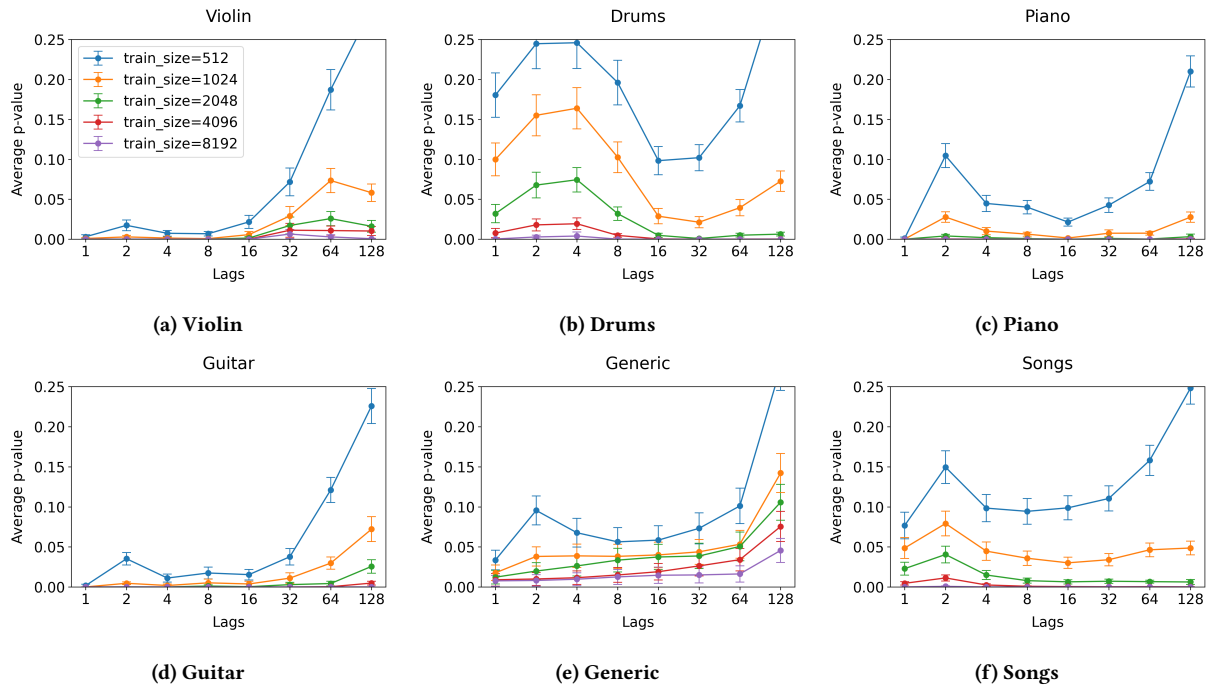 Violin
Drums
Piano
0.25
0.20
0.15
0.10
0.05
0.00
Average p-value
train_size=512
train_size=1024
train_size=2048
train_size=4096
train_size=8192
1 2 4 8 16 32 64 128
Lags
0.25
0.20
0.15
0.10
0.05
0.00
Average p-value
1 2 4 8 16 32 64 128
Lags
0.25
0.20
0.15
0.10
0.05
0.00
Average p-value
1 2 4 8 16 32 64 128
Lags
(a) Violin
(b) Drums
(c) Piano
Guitar
Generic
Songs
0.25
0.20
0.15
0.10
0.05
0.00
Average p-value
1 2 4 8 16 32 64 128
Lags
0.25
0.20
0.15
0.10
0.05
0.00
Average p-value
1 2 4 8 16 32 64 128
Lags
0.25
0.20
0.15
0.10
0.05
0.00
Average p-value
1 2 4 8 16 32 64 128
Lags
(d) Guitar
(e) Generic
(f) Songs